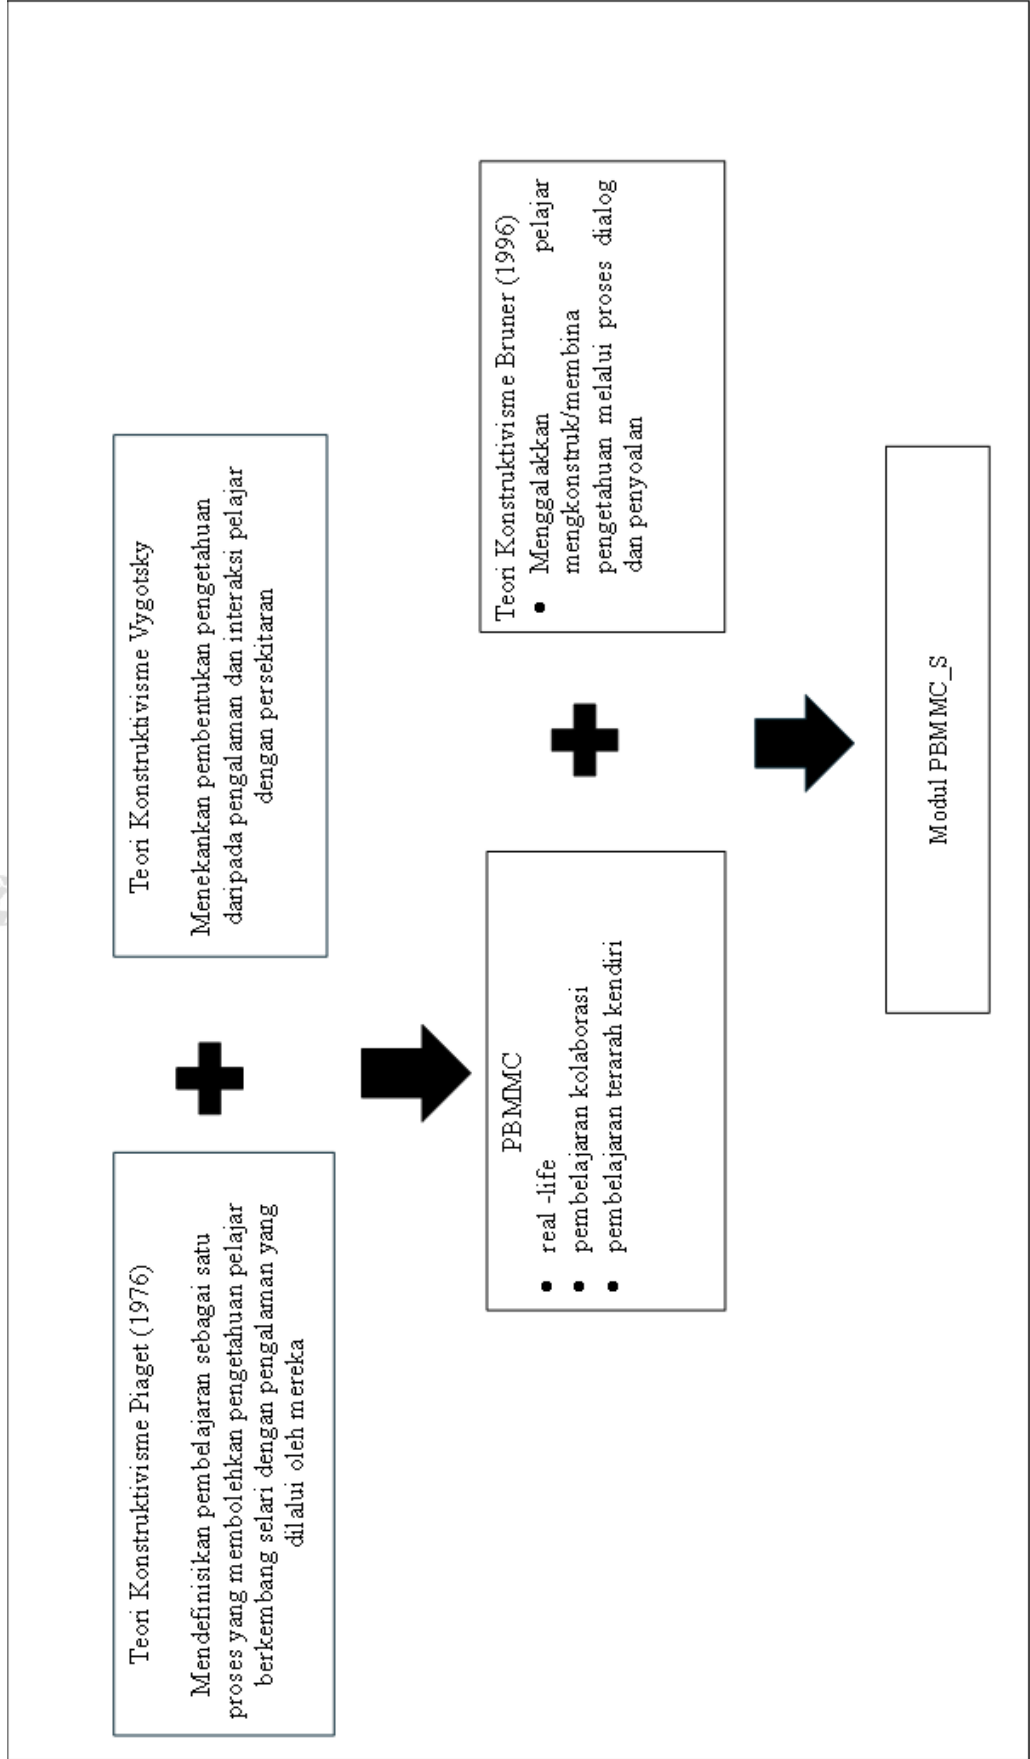 Teori Konstruktivisme Piaget (1976)
Mendefinisikan pembelajaran sebagai satu
proses yang membolehkan pengetahuan pelajar
berkembang selari dengan pengalaman yang
dilalui oleh mereka
Teori Konstruktivisme Vygotsky
Menekankan pembentukan pengetahuan
daripada pengalaman dan interaksi pelajar
dengan persekitaran
PBMMC
• real -life
• pembelajaran kolaborasi
• pembelajaran terarah kendiri
Teori Konstruktivisme Bruner (1996)
• Menggalakkan pelajar
mengkonstruk/membina
pengetahuan melalui proses dialog
dan penyoalan
Modul PBMMC_S